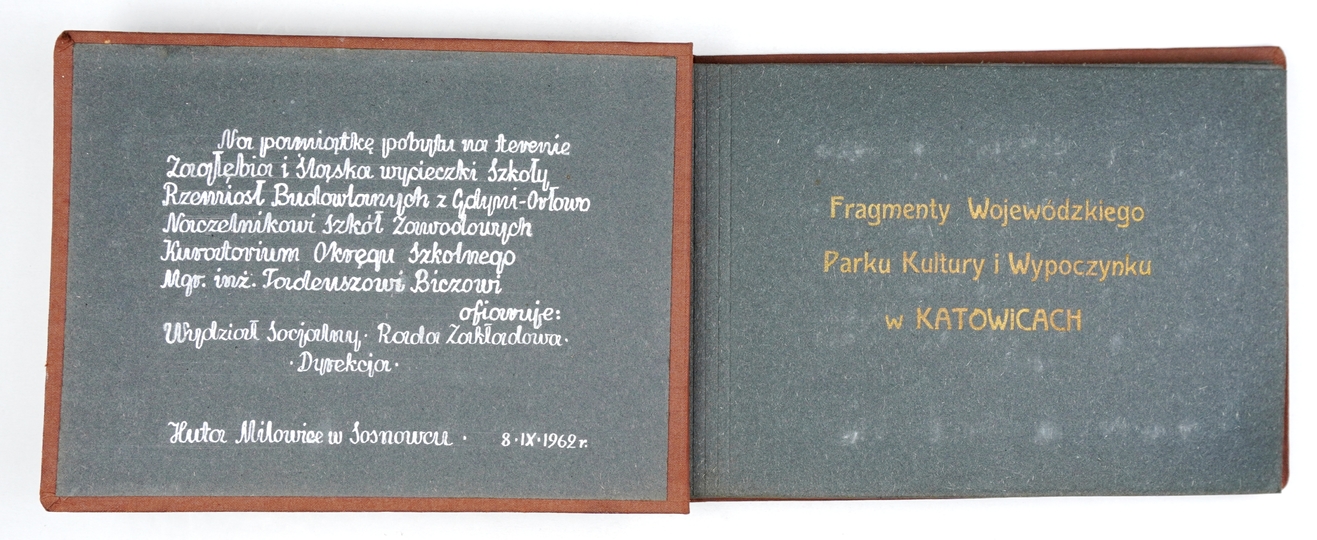 Na pamiątkę pobytu na terenie
Zagłębia i Śląska wycieczki Szkoły
Rzemiosł Budowlanych z Gdyni-Orłowo
Naczelnikowi Szkół Zawodowych
Kuratorium Okręgu Szkolnego
Mgr. inż. Tadeuszowi Biczowi
ofiaruje:
Wydział Socjalny · Rada Zakładowa ·
· Dyrekcja ·
Huta Milowice w Sosnowcu · 8·IX·1962 r.
Fragmenty Wojewódzkiego
Parku Kultury i Wypoczynku
w KATOWICACH